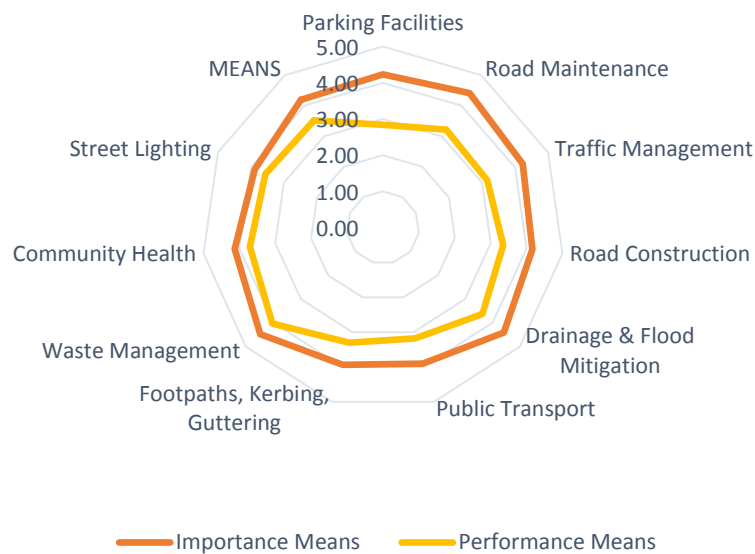 Parking Facilities
5.00
MEANS
4.00
Road Maintenance
3.00
Street Lighting
2.00
Traffic Management
1.00
0.00
Community Health
Road Construction
Waste Management
Drainage & Flood
Mitigation
Footpaths, Kerbing,
Guttering
Public Transport
Importance Means
Performance Means